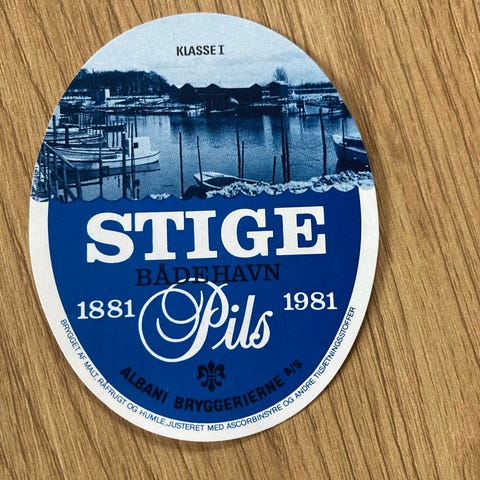 KLASSE I
STIGE
BÅDEHAVN
1881 Pils 1981
ALBANI BRYGGERIERNE A/S
BRYGGET AF MALT, RÅFRUGT OG HUMLE. JUSTERET MED ASCORBINSYRE OG ANDRE TILSÆTNINGSSTOFFER